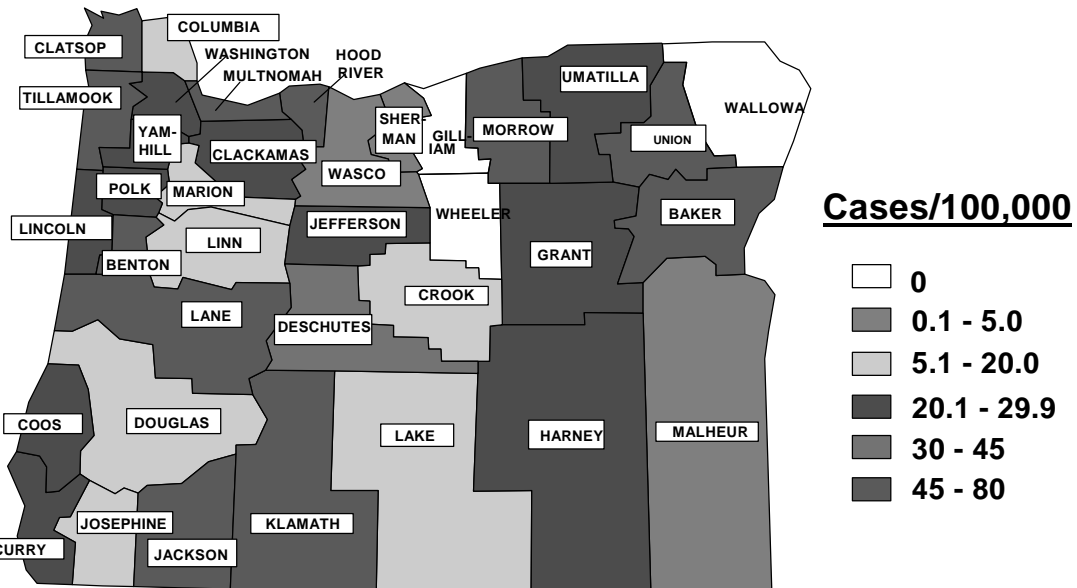 COLUMBIA
CLATSOP
WASHINGTON
HOOD
RIVER
MULTNOMAH
UMATILLA
TILLAMOOK
WALLOWA
SHER-
MAN
GILL-
IAM
MORROW
UNION
YAM-
HILL
CLACKAMAS
WASCO
POLK
MARION
WHEELER
BAKER
LINCOLN
JEFFERSON
LINN
GRANT
BENTON
CROOK
LANE
DESCHUTES
COOS
DOUGLAS
LAKE
HARNEY
MALHEUR
JOSEPHINE
KLAMATH
CURRY
JACKSON
Cases/100,000
0
0.1 - 5.0
5.1 - 20.0
20.1 - 29.9
30 - 45
45 - 80